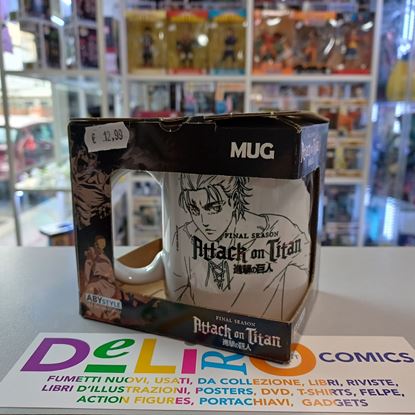 € 12,99
MUG
FINAL SEASON
Attack on Titan
進撃の巨人
ABYSTYLE
FINAL SEASON
Attack on Titan
進撃の巨人
DeLiRiO COMICS
FUMETTI NUOVI, USATI, DA COLLEZIONE, LIBRI, RIVISTE,
LIBRI D'ILLUSTRAZIONI, POSTERS, DVD, T-SHIRTS, FELPE,
ACTION FIGURES, PORTACHIAVI, GADGETS